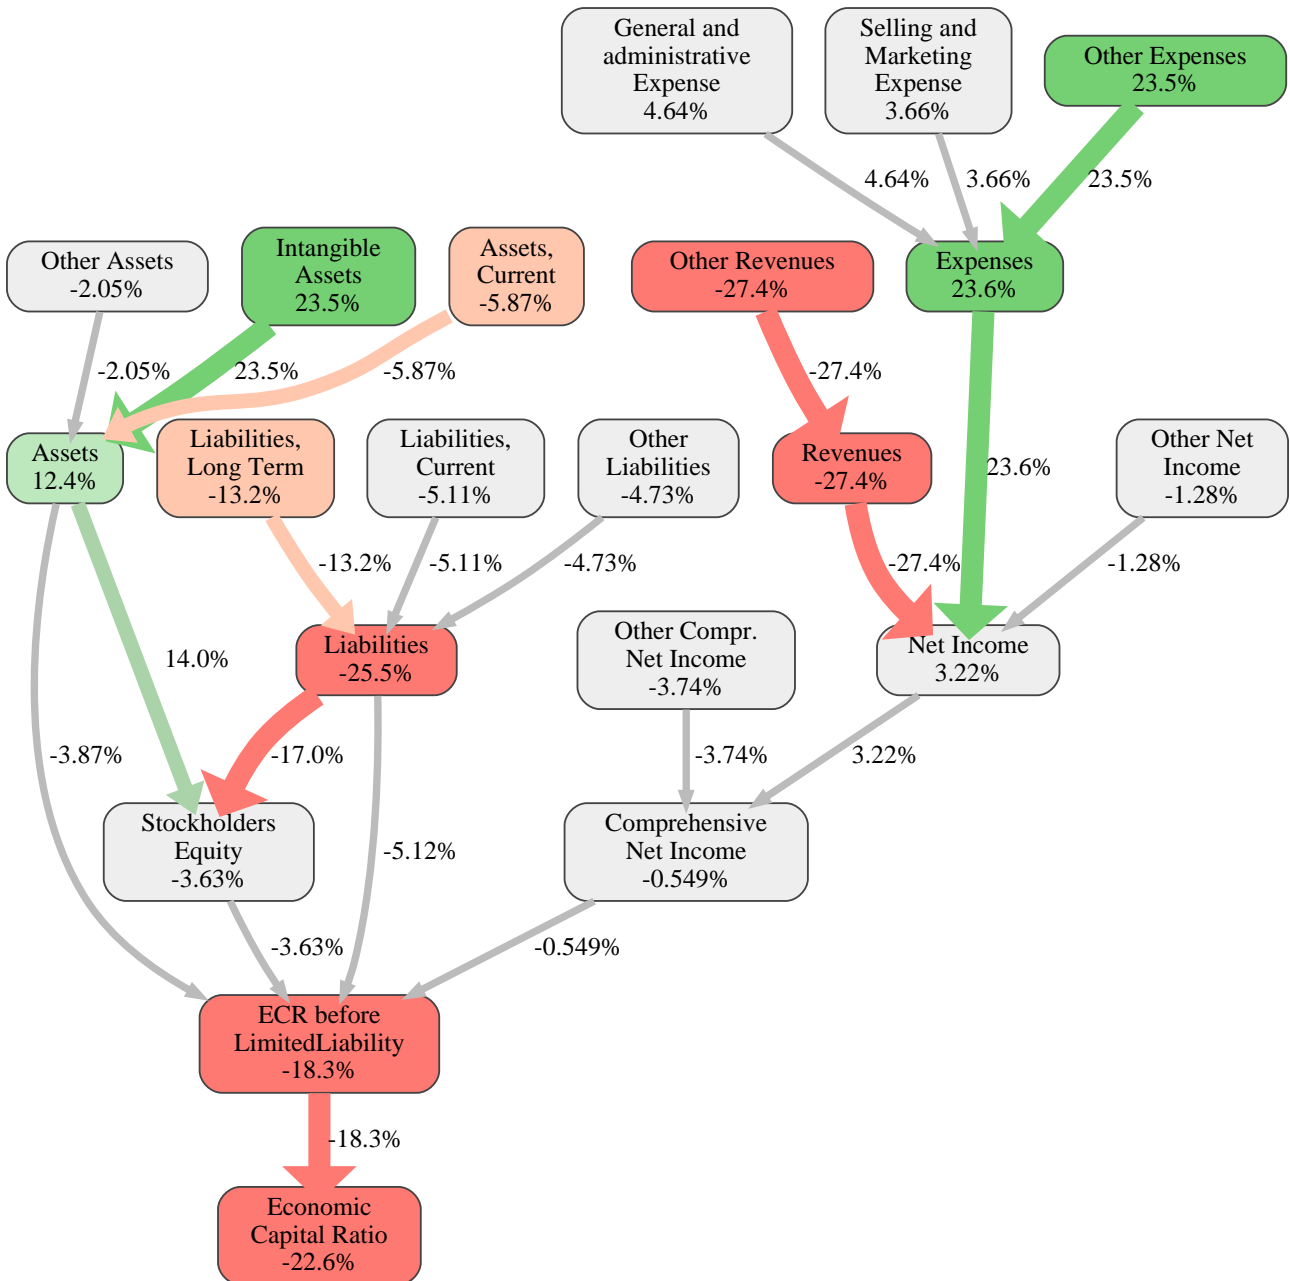 General and
administrative
Expense
4.64%
Selling and
Marketing
Expense
3.66%
Other Expenses
23.5%
4.64%
3.66%
23.5%
Other Assets
-2.05%
Intangible
Assets
23.5%
Assets,
Current
-5.87%
Other Revenues
-27.4%
Expenses
23.6%
-2.05%
23.5%
-5.87%
-27.4%
Assets
12.4%
Liabilities,
Long Term
-13.2%
Liabilities,
Current
-5.11%
Other
Liabilities
-4.73%
Revenues
-27.4%
23.6%
Other Net
Income
-1.28%
-13.2%
-5.11%
-4.73%
-27.4%
-1.28%
14.0%
Liabilities
-25.5%
Other Compr.
Net Income
-3.74%
Net Income
3.22%
-3.87%
-17.0%
-3.74%
3.22%
Stockholders
Equity
-3.63%
-5.12%
Comprehensive
Net Income
-0.549%
-3.63%
-0.549%
ECR before
LimitedLiability
-18.3%
-18.3%
Economic
Capital Ratio
-22.6%